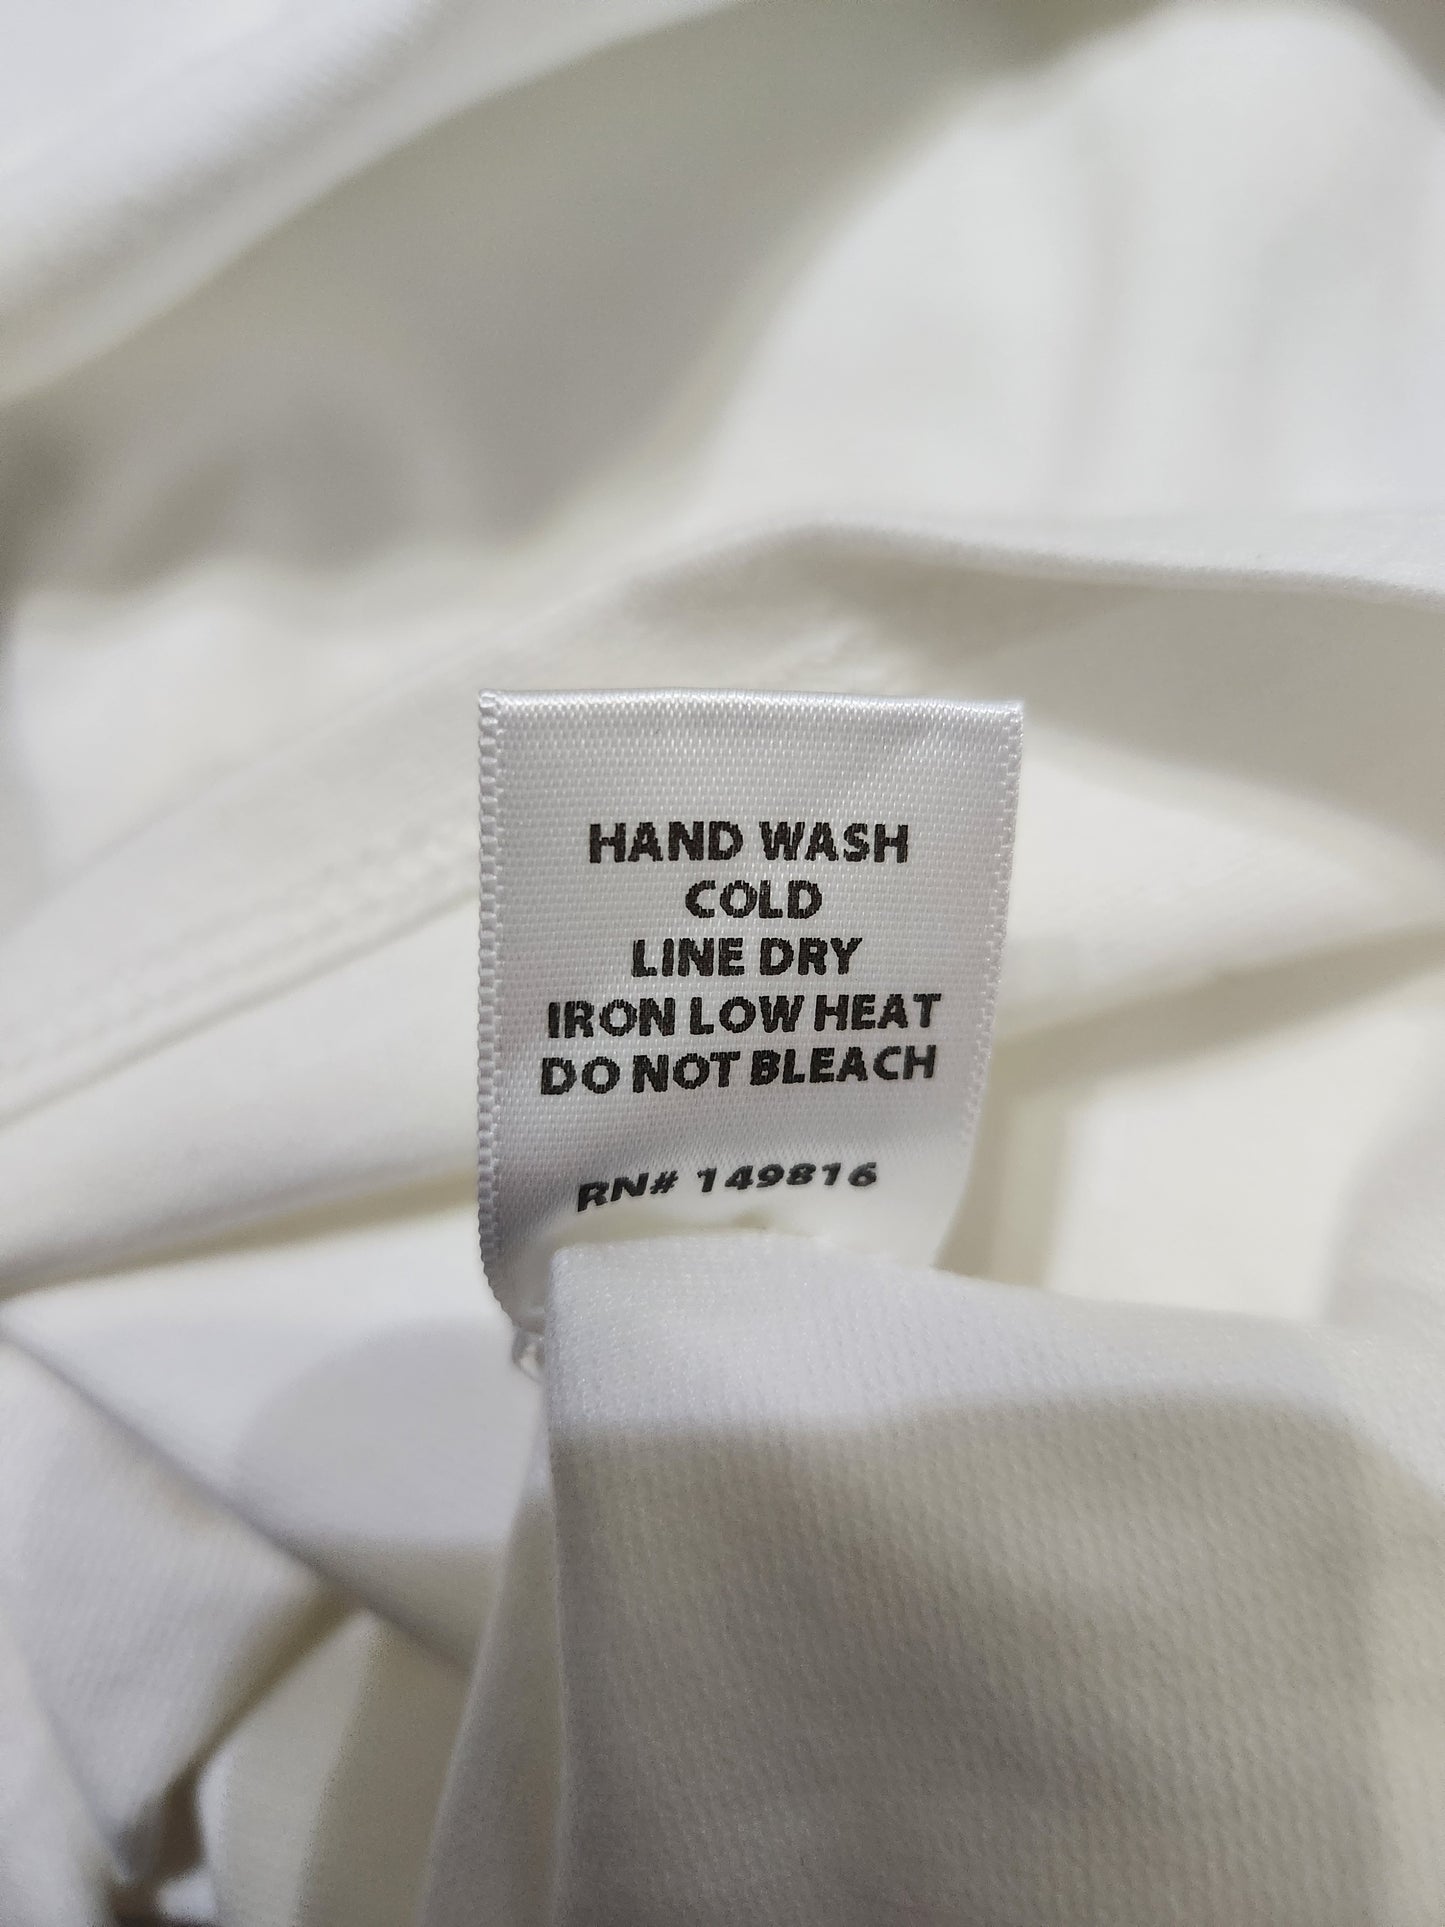 HAND WASH
COLD
LINE DRY
IRON LOW HEAT
DO NOT BLEACH
RN# 149816